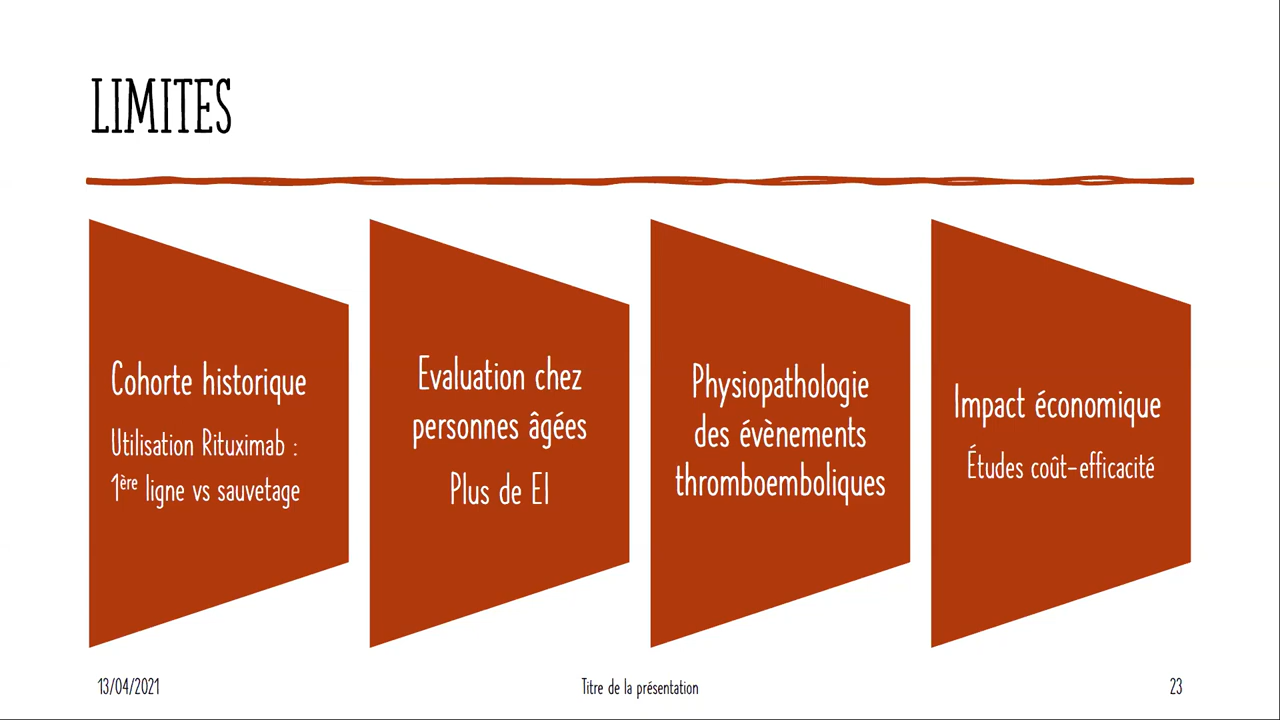 LIMITES
Cohorte historique
Utilisation Rituximab :
1ère ligne vs sauvetage
Evaluation chez
personnes âgées
Plus de EI
Physiopathologie
des évènements
thromboemboliques
Impact économique
Études coût-efficacité
13/04/2021
Titre de la présentation
23